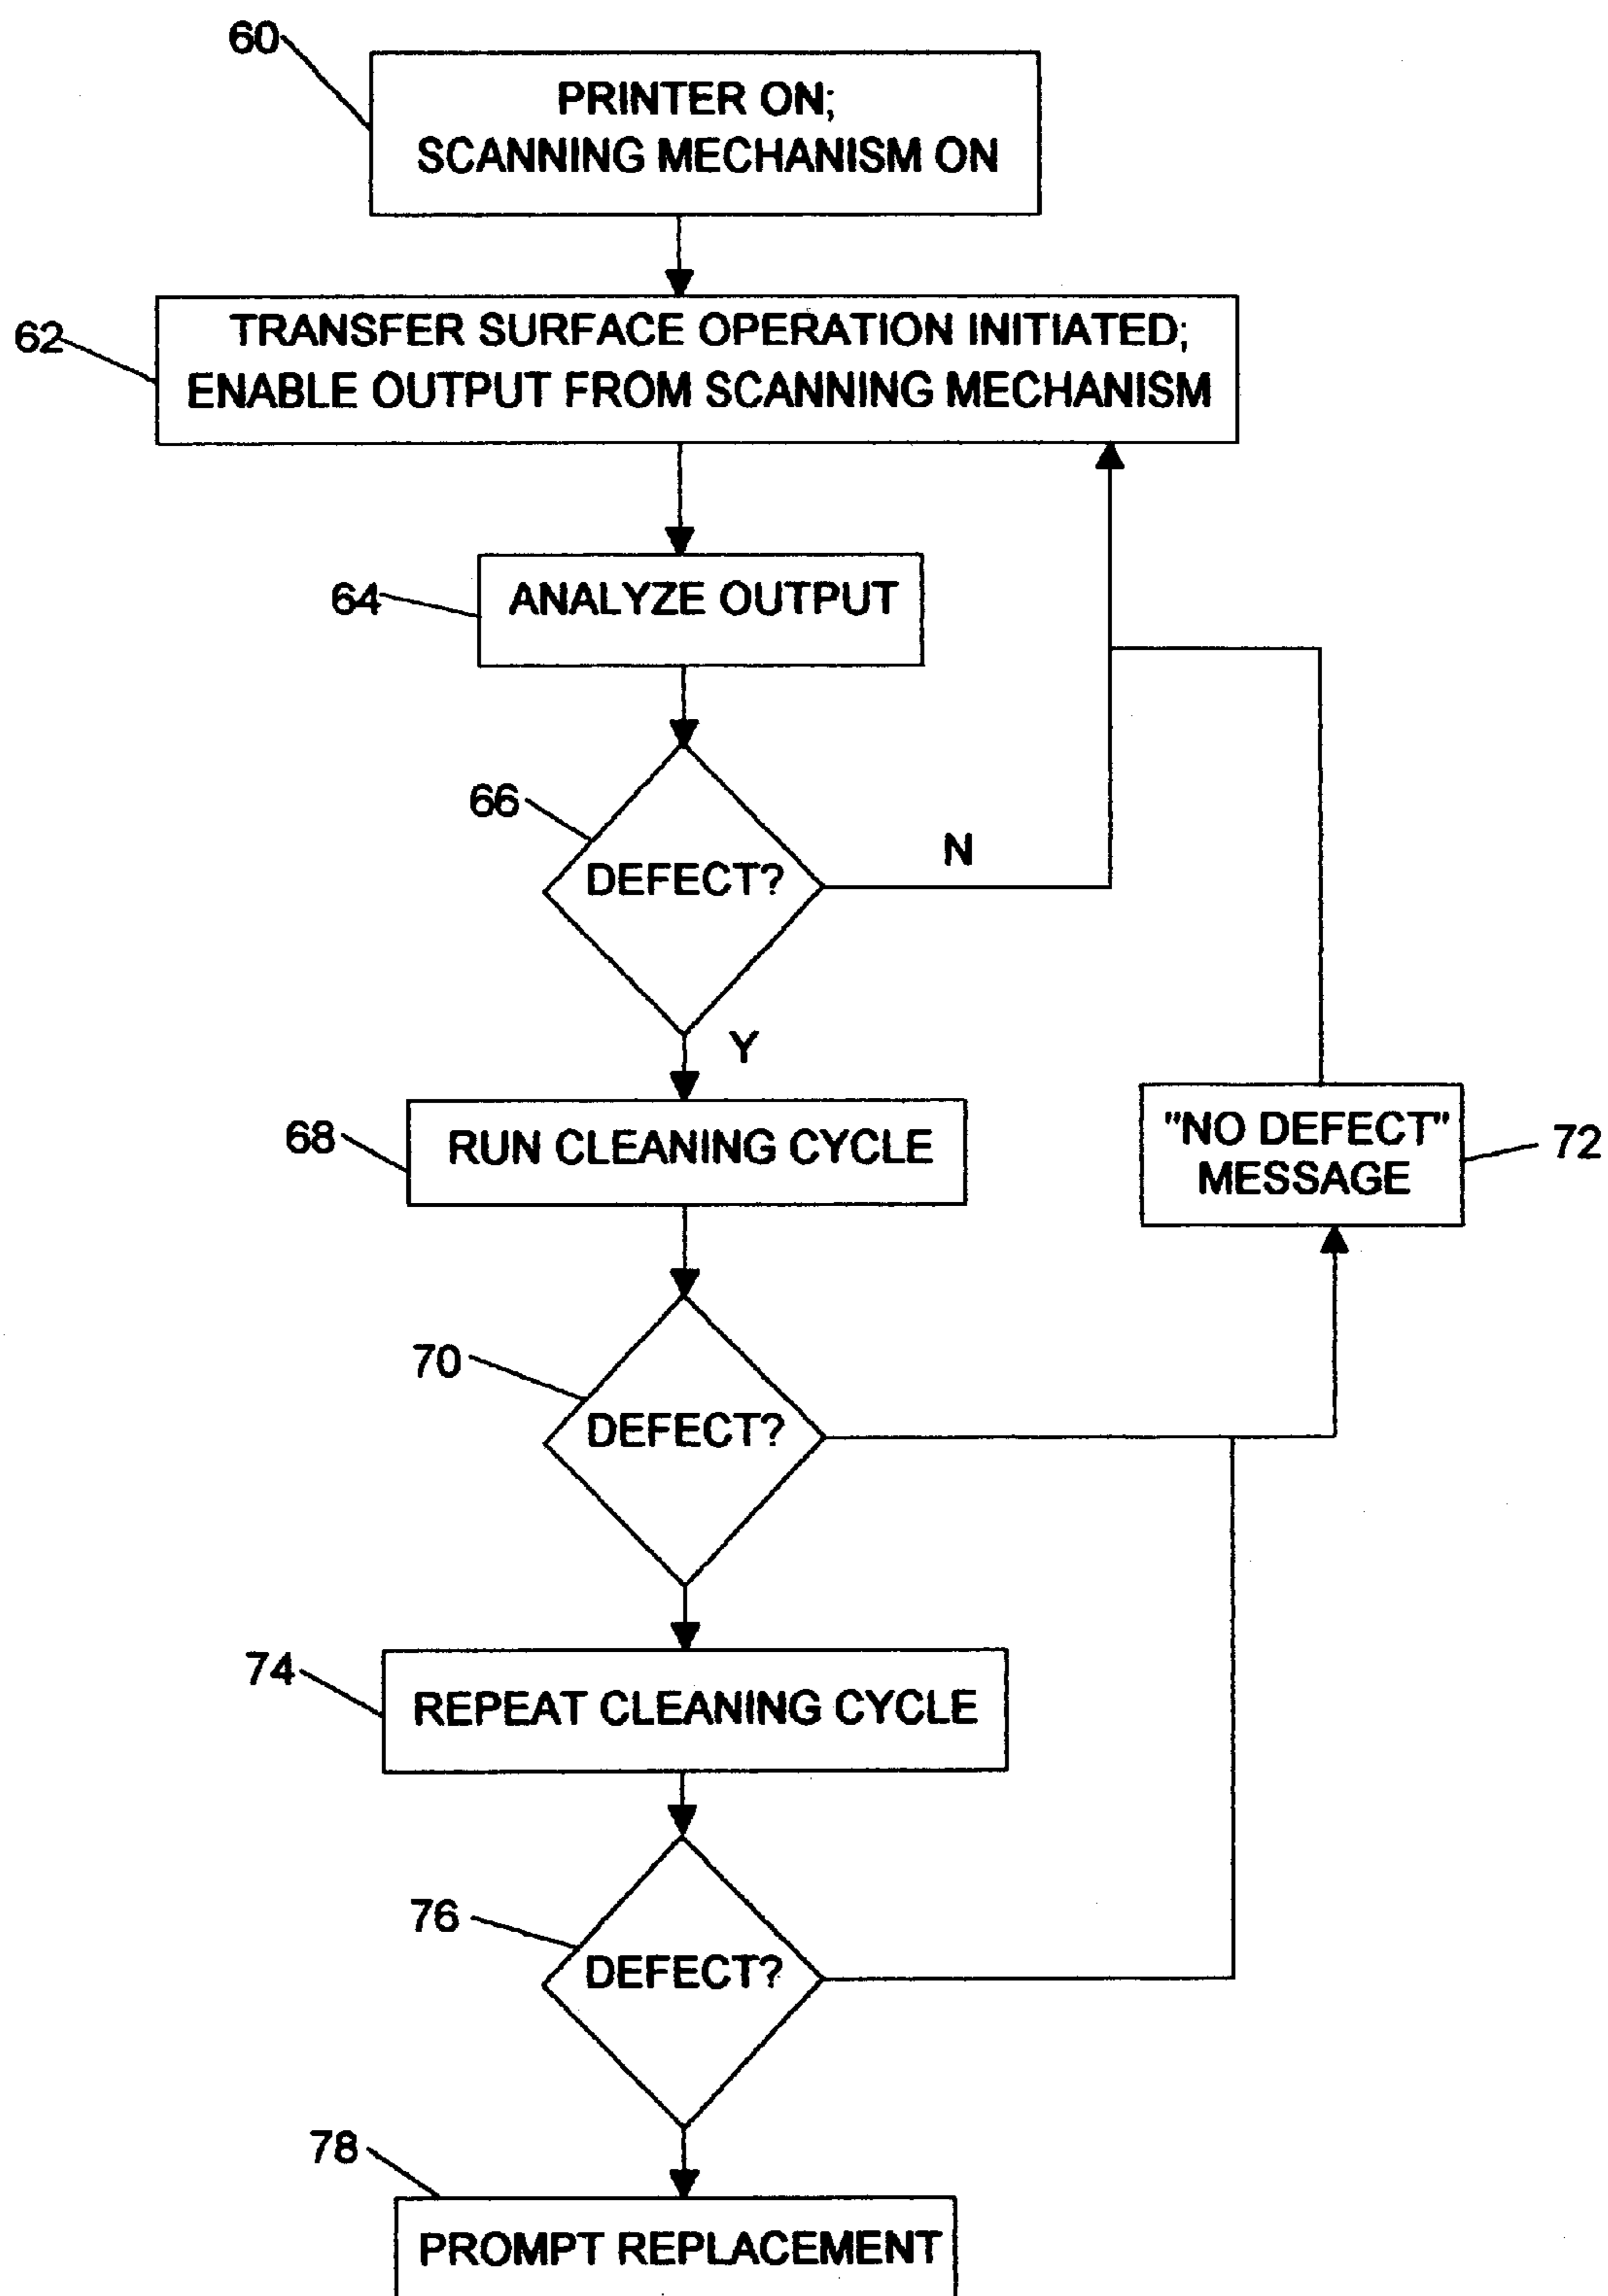 60
PRINTER ON;
SCANNING MECHANISM ON
62
TRANSFER SURFACE OPERATION INITIATED;
ENABLE OUTPUT FROM SCANNING MECHANISM
64
ANALYZE OUTPUT
66
DEFECT?
N
Y
68
RUN CLEANING CYCLE
"NO DEFECT"
MESSAGE
72
70
DEFECT?
74
REPEAT CLEANING CYCLE
76
DEFECT?
78
PROMPT REPLACEMENT